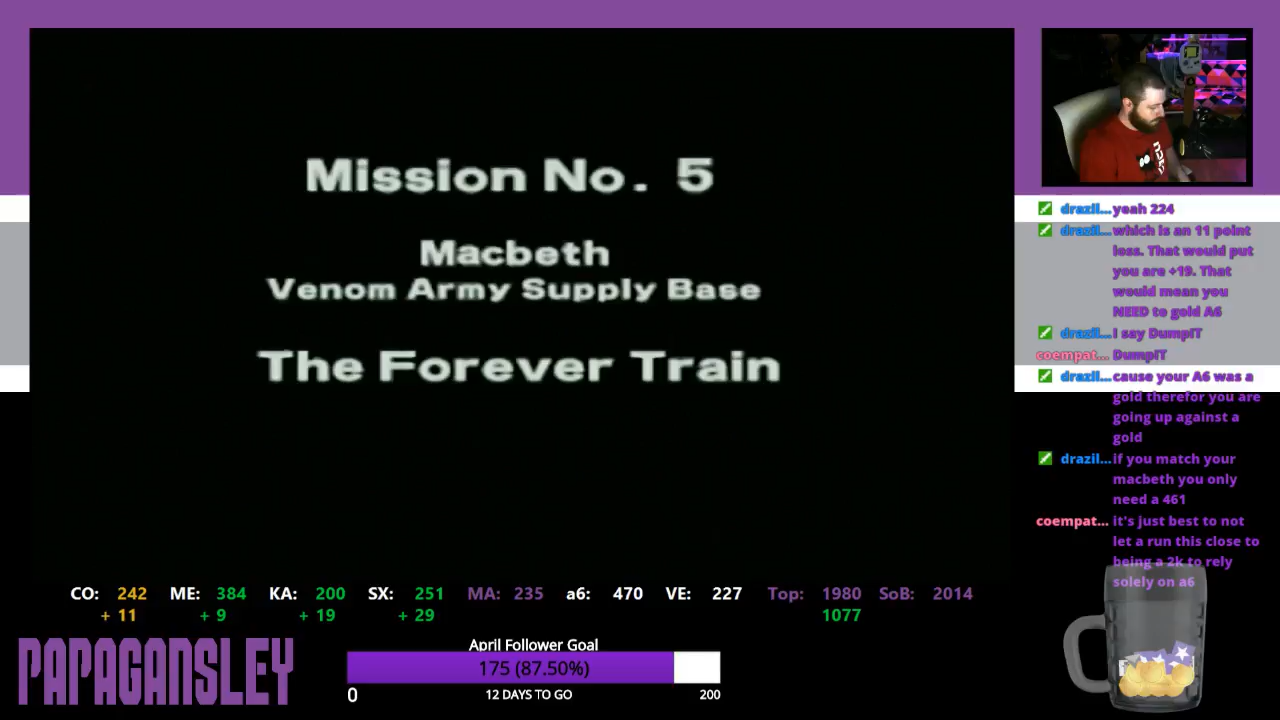 Mission No. 5
Macbeth
Venom Army Supply Base
The Forever Train
drazil... yeah 224
drazil... which is an 11 point
loss. That would put
you are +19. That
would mean you
NEED to gold A6
drazil... I say DumpIT
coempat... DumpIT
drazil... cause your A6 was a
gold therefor you are
going up against a
gold
drazil... if you match your
macbeth you only
need a 461
coempat... it's just best to not
let a run this close to
being a 2k to rely
solely on a6
CO: 242 ME: 384 KA: 200 SX: 251 MA: 235 a6: 470 VE: 227 Top: 1980 SoB: 2014
+ 11 + 9 + 19 + 29 1077
PAPAGANSLEY
April Follower Goal
175 (87.50%)
0 12 DAYS TO GO 200